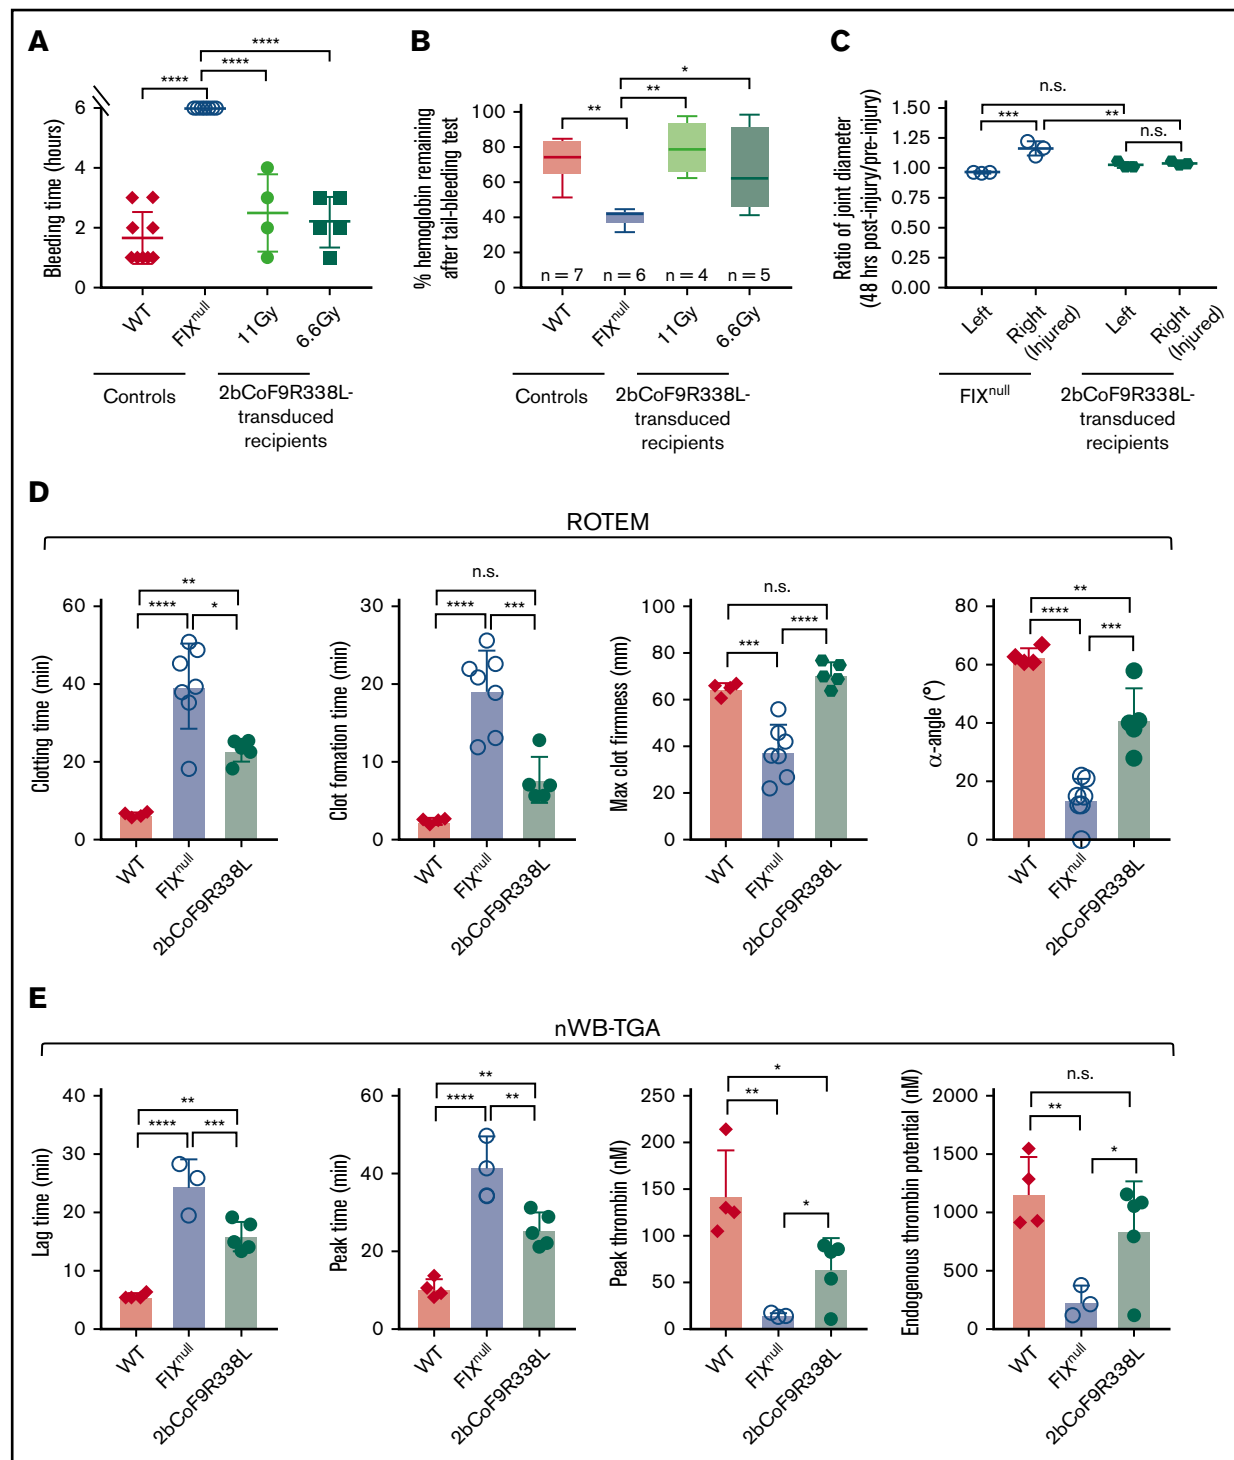 A
****
****
****
Bleeding time (hours)
6
4
2
0
WT
FIXnull
11Gy
6.6Gy
Controls
2bCoF9R338L-
transduced
recipients
B
*
**
**
% hemoglobin remaining
after tail-bleeding test
100
80
60
40
20
0
n = 7
n = 6
n = 4
n = 5
WT
FIXnull
11Gy
6.6Gy
Controls
2bCoF9R338L-
transduced
recipients
C
n.s.
***
**
n.s.
Ratio of joint diameter
(48 hrs post-injury/pre-injury)
1.50
1.25
1.00
0.75
0.50
0.25
0.00
Left
Right
(Injured)
Left
Right
(Injured)
FIXnull
2bCoF9R338L-
transduced
recipients
D
ROTEM
**
****
*
Clotting time (min)
60
40
20
0
WT
FIXnull
2bCoF9R338L
n.s.
****
***
Clot fomation time (min)
30
20
10
0
WT
FIXnull
2bCoF9R338L
n.s.
****
***
Max clot firmness (mm)
100
80
60
40
20
0
WT
FIXnull
2bCoF9R338L
**
****
***
α-angle (°)
80
60
40
20
0
WT
FIXnull
2bCoF9R338L
E
nWB-TGA
**
****
***
Lag time (min)
40
30
20
10
0
WT
FIXnull
2bCoF9R338L
**
****
**
Peak time (min)
60
40
20
0
WT
FIXnull
2bCoF9R338L
*
**
*
Peak thrombin (nM)
250
200
150
100
50
0
WT
FIXnull
2bCoF9R338L
n.s.
**
*
Endogenous thrombin potential (nM)
2000
1500
1000
500
0
WT
FIXnull
2bCoF9R338L